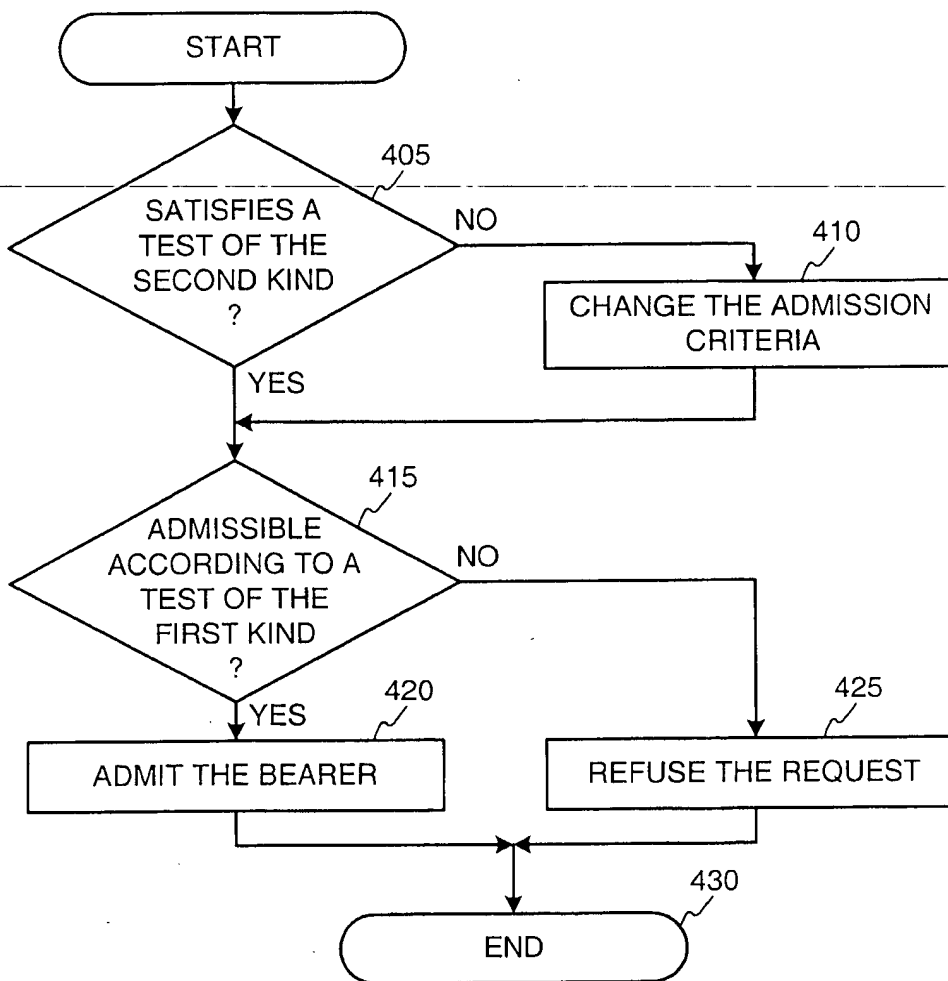 START
405
SATISFIES A
TEST OF THE
SECOND KIND
?
NO
YES
410
CHANGE THE ADMISSION
CRITERIA
415
ADMISSIBLE
ACCORDING TO A
TEST OF THE
FIRST KIND
?
NO
YES
420
ADMIT THE BEARER
425
REFUSE THE REQUEST
430
END